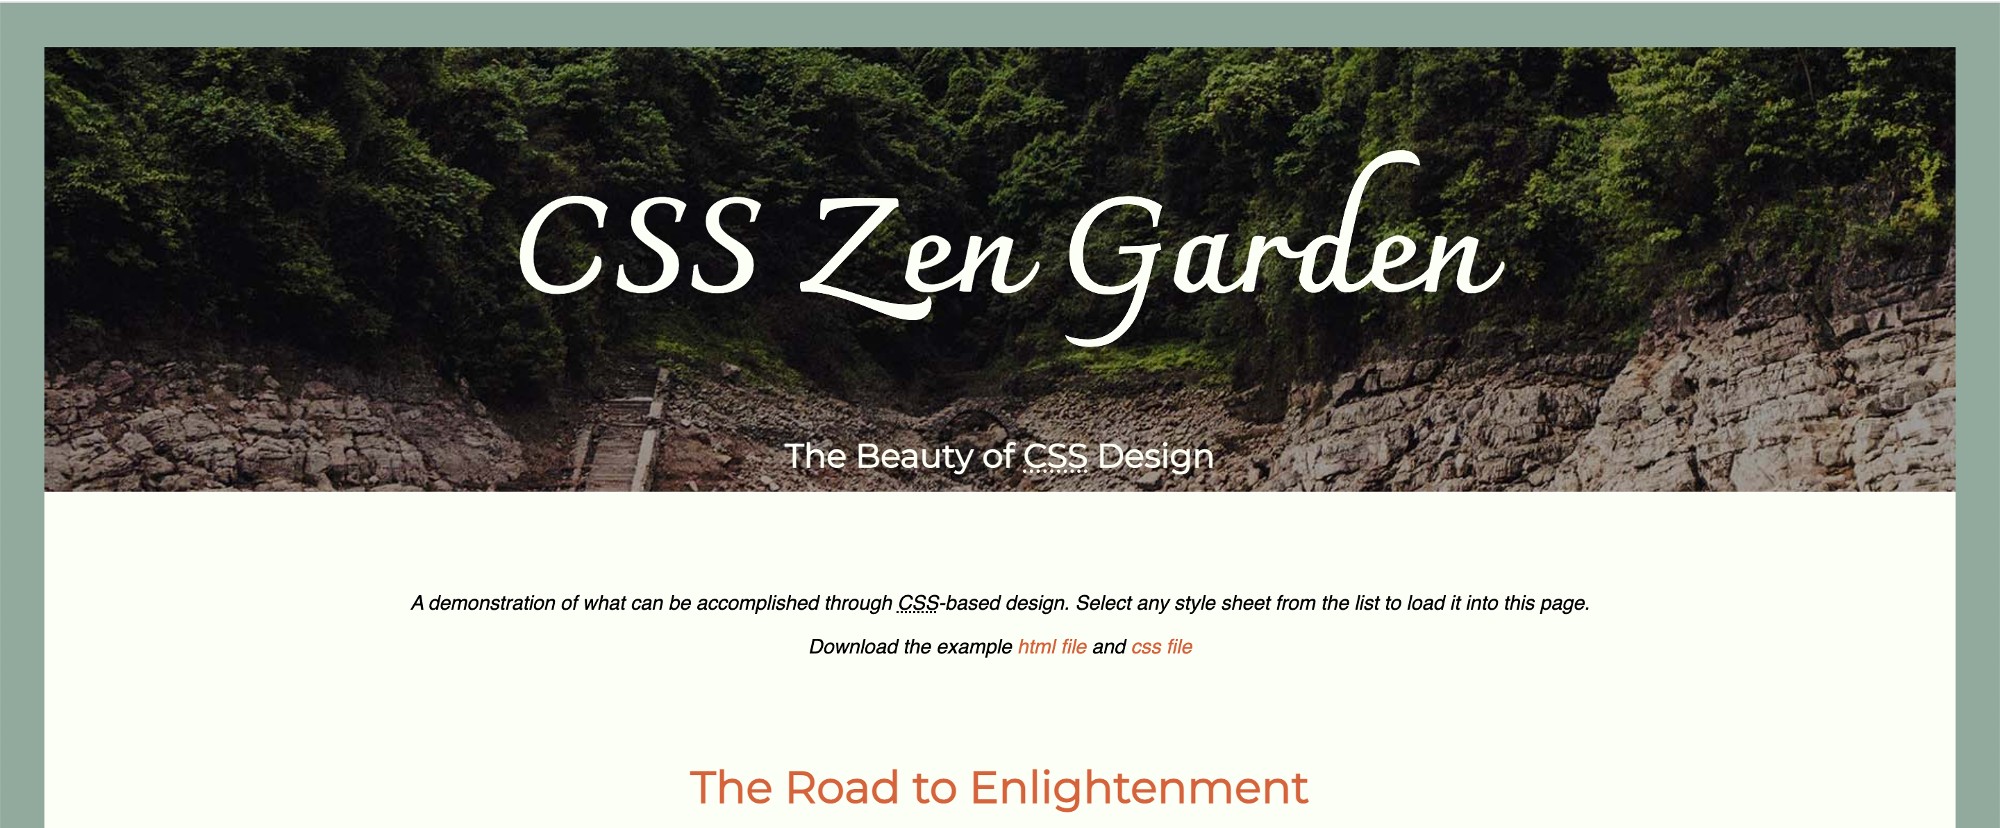 CSS Zen Garden
The Beauty of CSS Design
A demonstration of what can be accomplished through CSS-based design. Select any style sheet from the list to load it into this page.
Download the example html file and css file
The Road to Enlightenment